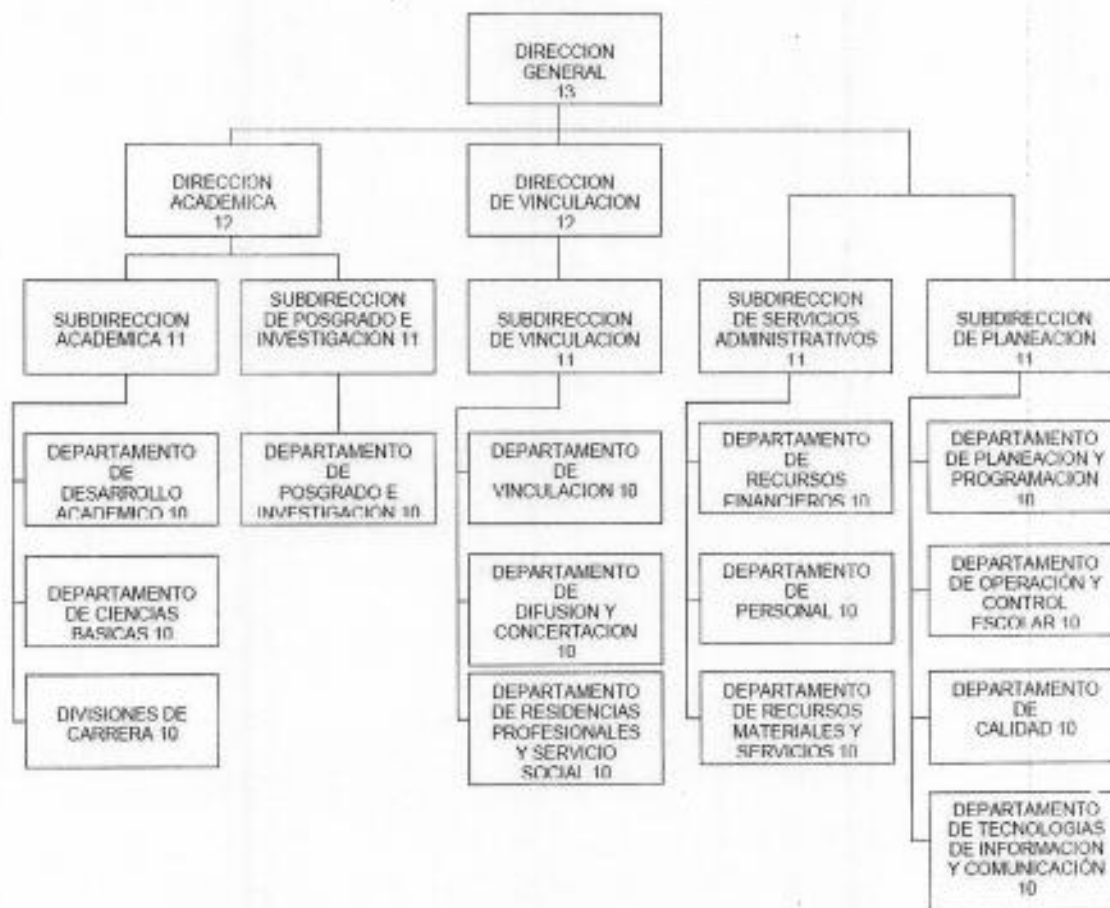 DIRECCION
GENERAL
13
DIRECCION
ACADEMICA
12
DIRECCION
DE VINCULACION
12
SUBDIRECCION
ACADEMICA 11
SUBDIRECCION
DE POSGRADO E
INVESTIGACION 11
SUBDIRECCION
DE VINCULACION
11
SUBDIRECCION
DE SERVICIOS
ADMINISTRATIVOS
11
SUBDIRECCION
DE PLANEACION
11
DEPARTAMENTO
DE
DESARROLLO
ACADEMICO 10
DEPARTAMENTO
DE
POSGRADO E
INVESTIGACIÓN 10
DEPARTAMENTO
DE
VINCULACION 10
DEPARTAMENTO
DE
RECURSOS
FINANCIEROS 10
DEPARTAMENTO
DE PLANEACION Y
PROGRAMACION
10
DEPARTAMENTO
DE CIENCIAS
BASICAS 10
DEPARTAMENTO
DE
DIFUSION Y
CONCERTACION
10
DEPARTAMENTO
DE
PERSONAL 10
DEPARTAMENTO
DE OPERACIÓN Y
CONTROL
ESCOLAR 10
DIVISIONES DE
CARRERA 10
DEPARTAMENTO
DE RESIDENCIAS
PROFESIONALES
Y SERVICIO
SOCIAL 10
DEPARTAMENTO
DE RECURSOS
MATERIALES Y
SERVICIOS 10
DEPARTAMENTO
DE
CALIDAD 10
DEPARTAMENTO
DE TECNOLOGIAS
DE INFORMACION
Y COMUNICACIÓN
10